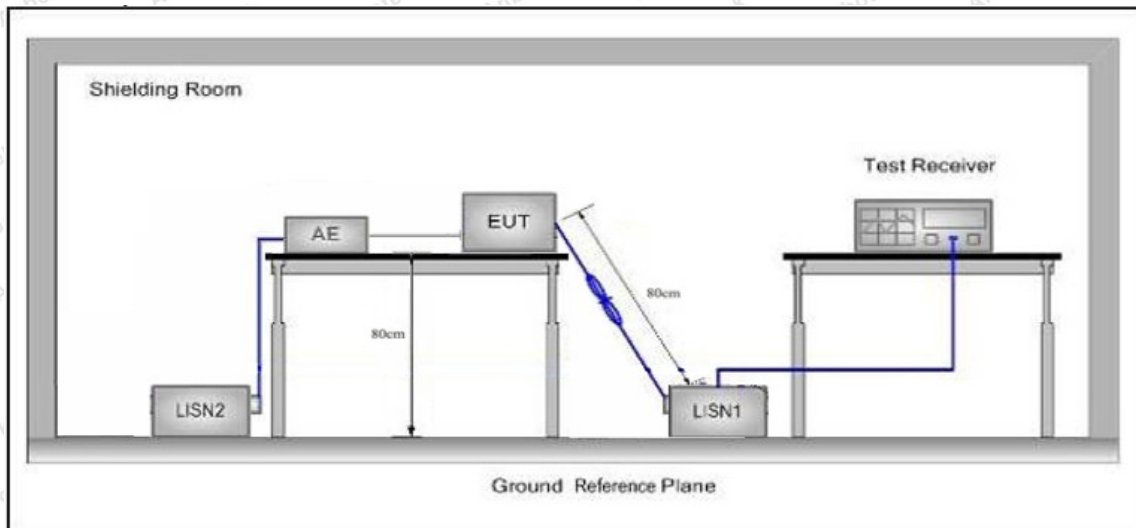 Shielding Room
Test Receiver
EUT
AE
80cm
80cm
LISN2
LISN1
Ground Reference Plane